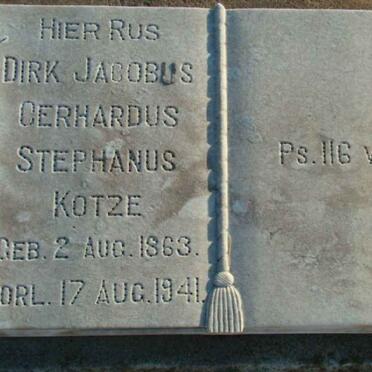 HIER RUS
DIRK JACOBUS
GERHARDUS
STEPHANUS
KOTZE
GEB. 2 AUG. 1863.
ORL. 17 AUG. 1941.
PS. 116 V